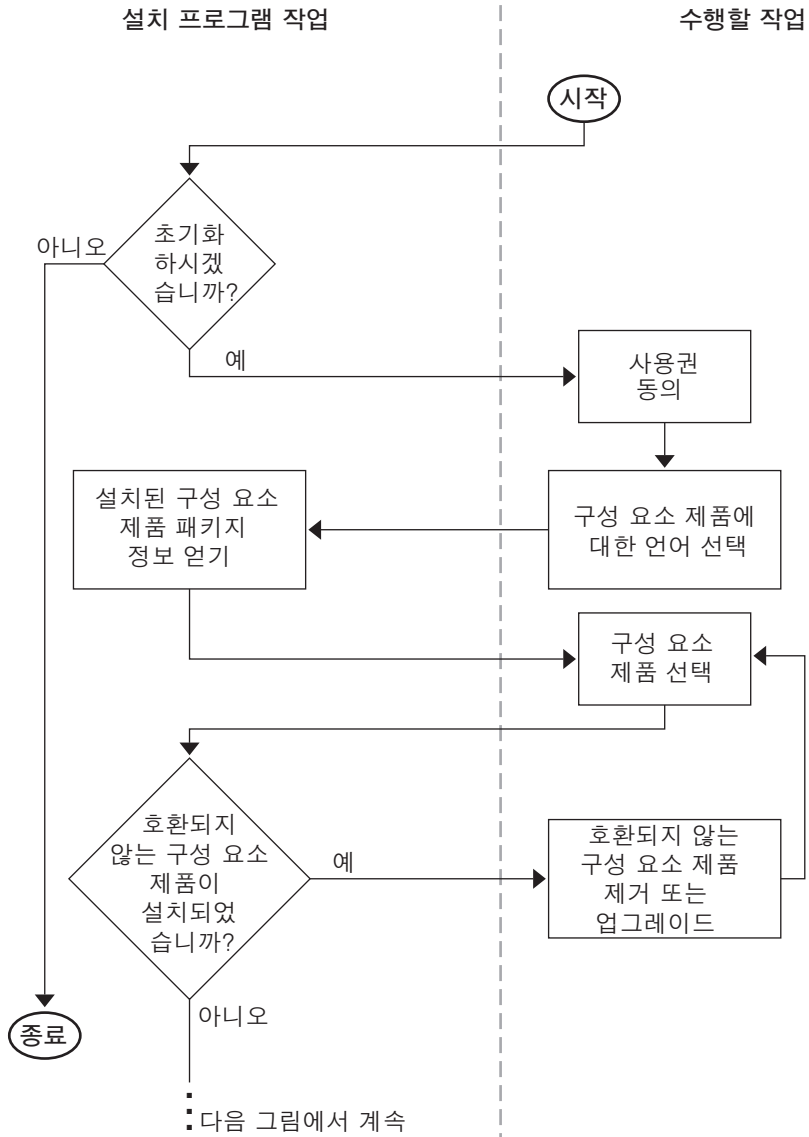 설치 프로그램 작업
수행할 작업
시작
초기화
하시겠
습니까?
아니오
예
사용권
동의
구성 요소 제품에
대한 언어 선택
설치된 구성 요소
제품 패키지
정보 얻기
구성 요소
제품 선택
호환되지
않는 구성 요소
제품이
설치되었
습니까?
예
호환되지 않는
구성 요소 제품
제거 또는
업그레이드
아니오
종료
다음 그림에서 계속